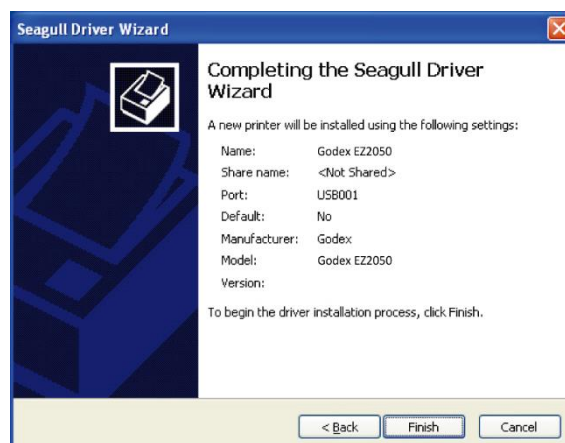 Seagull Driver Wizard
Completing the Seagull Driver
Wizard
A new printer will be installed using the following settings:
Name: Godex EZ2050
Share name: <Not Shared>
Port: USB001
Default: No
Manufacturer: Godex
Model: Godex EZ2050
Version:
To begin the driver installation process, click Finish.
< Back Finish Cancel